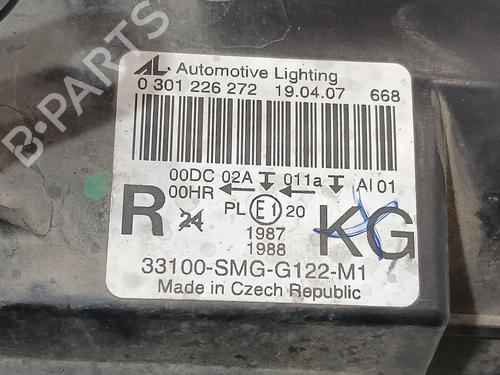 B-PARTS
AL Automotive Lighting
0 301 226 272 19.04.07 668
00DC 02A 011a AI 01
00HR
R 24 PL E1 20 KG
1987
1988
33100-SMG-G122-M1
Made in Czech Republic